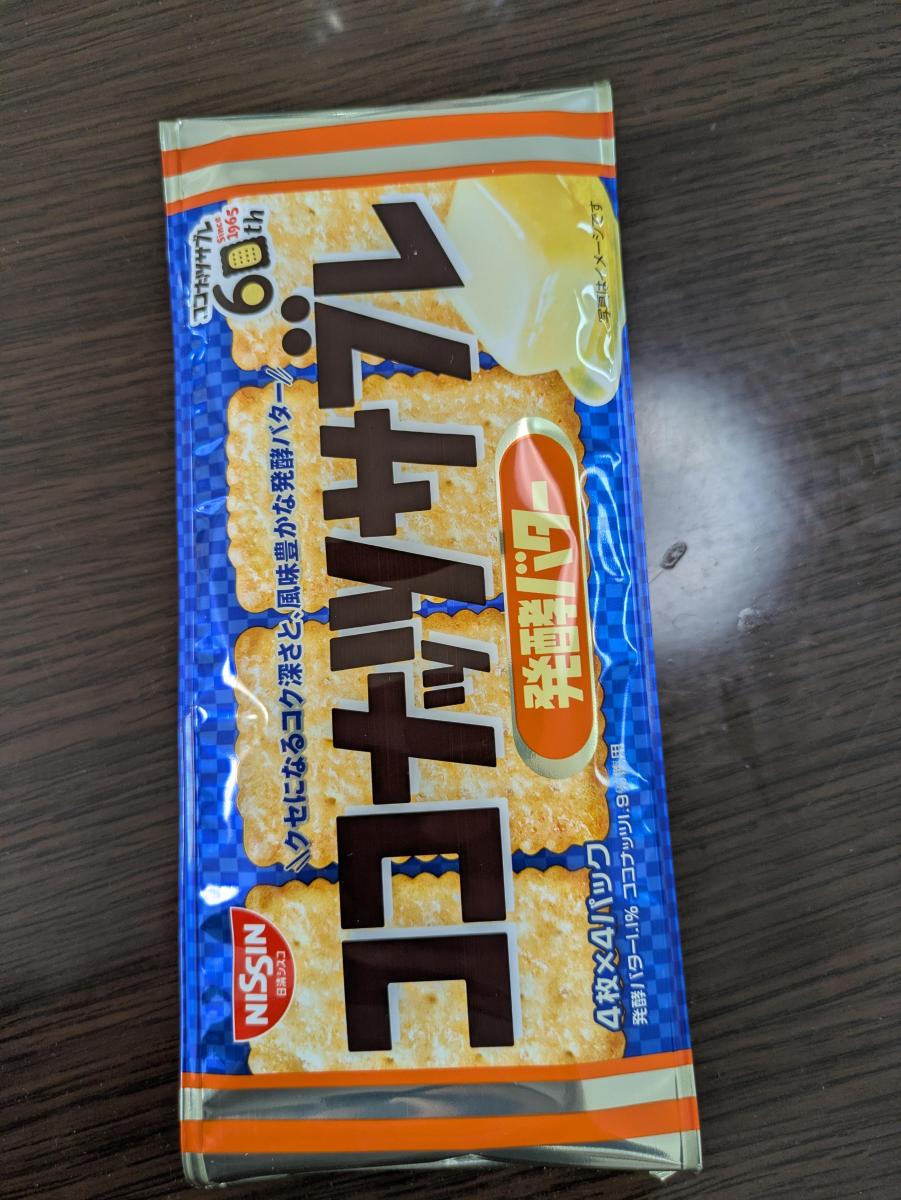 ココナッツサブレ
Since 1965
60th
\\クセになるコク深さと、風味豊かな発酵バター//
NISSIN
日清シスコ
ココナッツサブレ
発酵バター
写真はイメージです
4枚×4パック
発酵バター1.1% ココナッツ1.9%使用